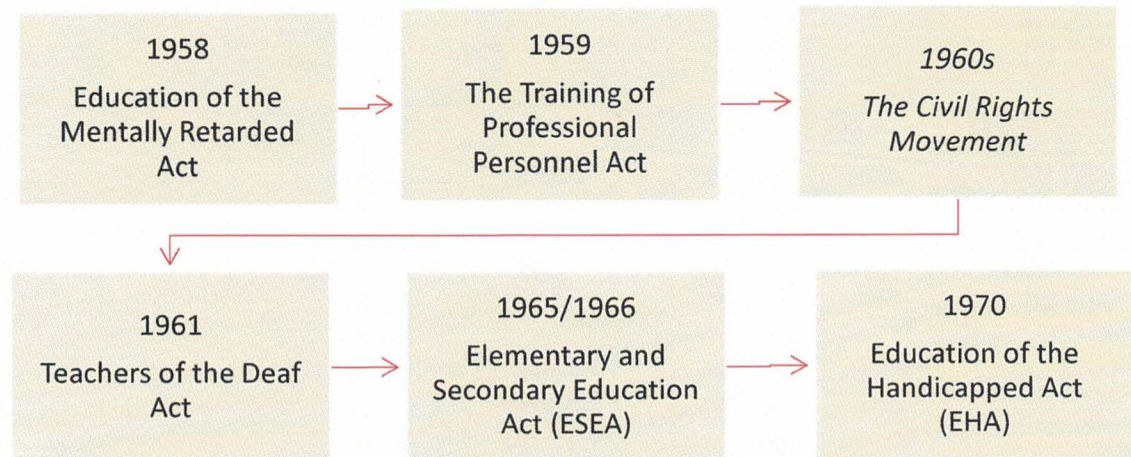 1958
Education of the
Mentally Retarded
Act
1959
The Training of
Professional
Personnel Act
1960s
The Civil Rights
Movement
1961
Teachers of the Deaf
Act
1965/1966
Elementary and
Secondary Education
Act (ESEA)
1970
Education of the
Handicapped Act
(EHA)